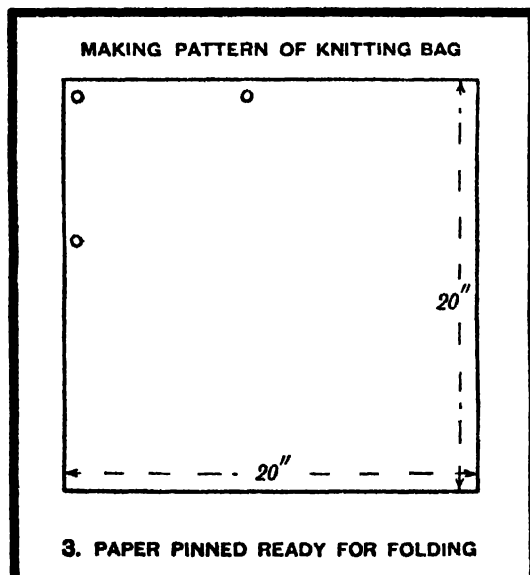 MAKING PATTERN OF KNITTING BAG
20"
20"
3. PAPER PINNED READY FOR FOLDING